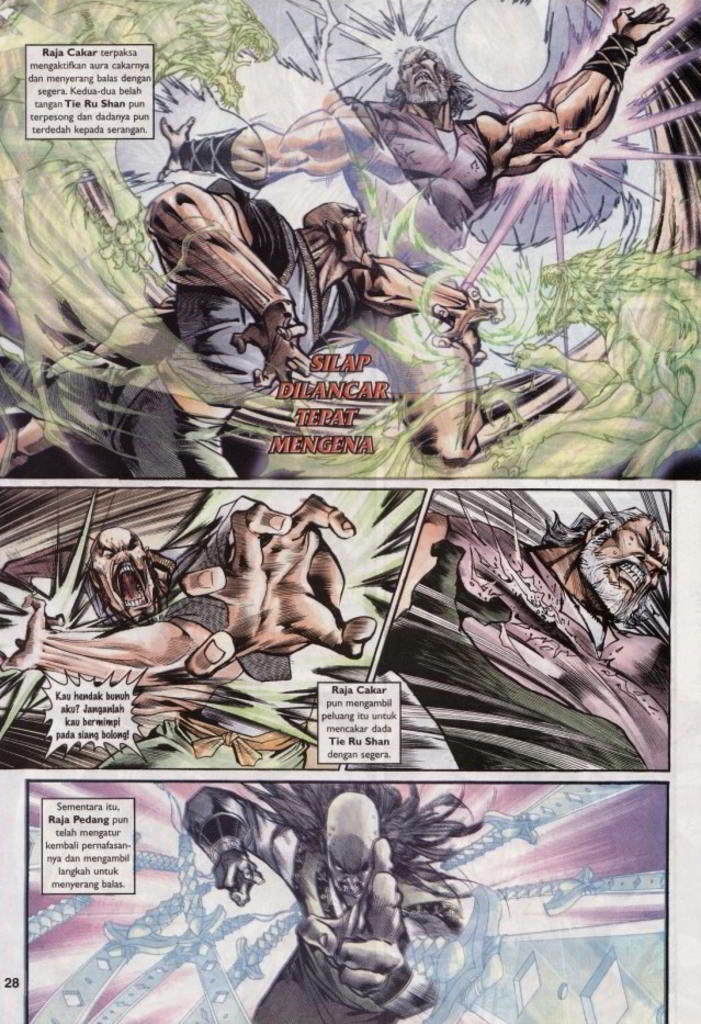 Raja Cakar terpaksa
mengaktifkan aura cakarnya
dan menyerang balas dengan
segera. Kedua-dua belah
tangan Tie Ru Shan pun
terpesong dan dadanya pun
terdedah kepada serangan.
SILAP
DILANCAR
TEPAT
MENGENA
Kau hendak bunuh
aku? Janganlah
kau bermimpi
pada siang bolong!
Raja Cakar
pun mengambil
peluang itu untuk
mencakar dada
Tie Ru Shan
dengan segera.
Sementara itu,
Raja Pedang pun
telah mengatur
kembali pernafasan-
nya dan mengambil
langkah untuk
menyerang balas.
28